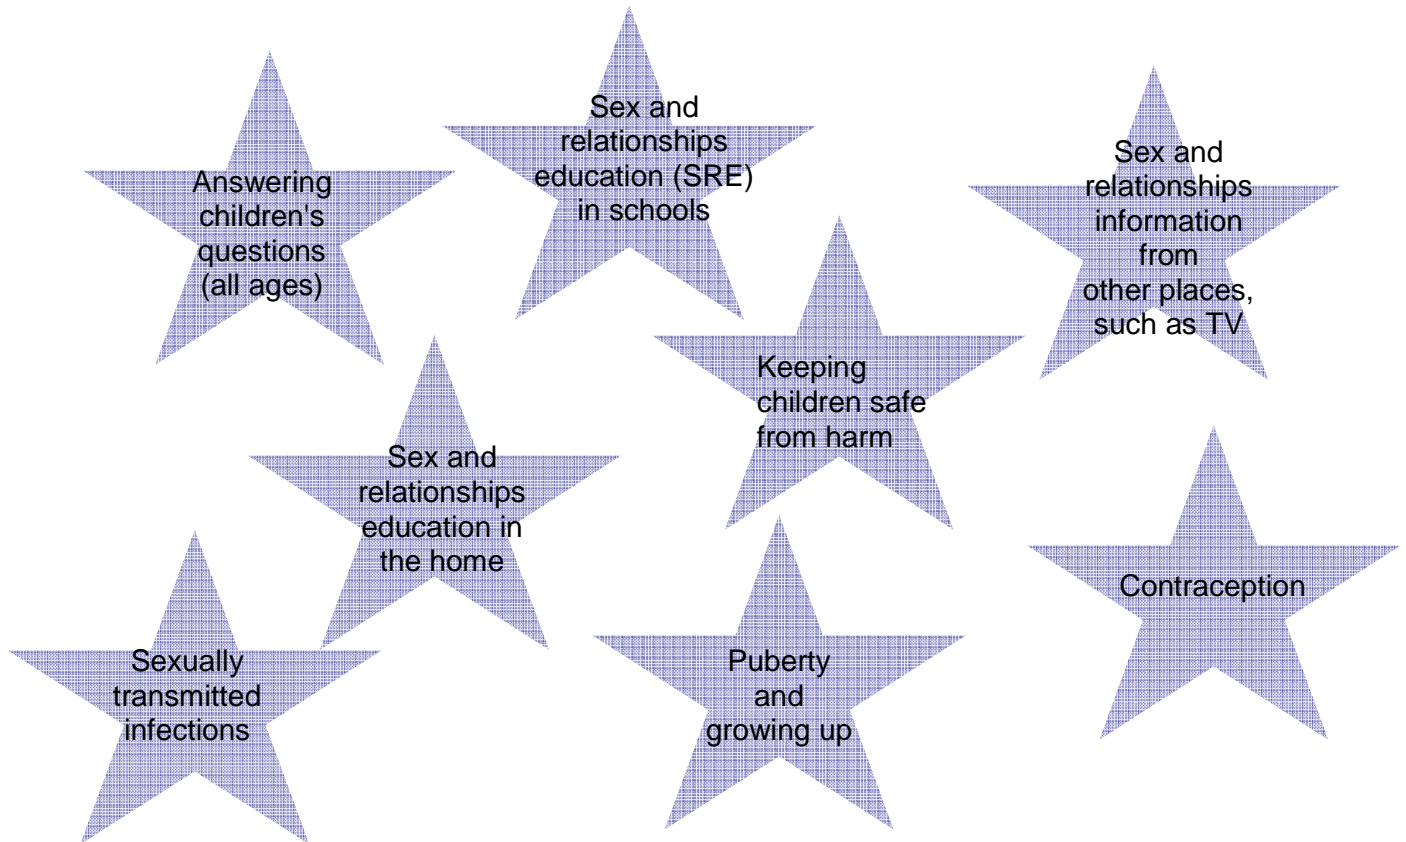 Answering
children's
questions
(all ages)
Sex and
relationships
education (SRE)
in schools
Sex and
relationships
information
from
other places,
such as TV
Keeping
children safe
from harm
Sex and
relationships
education in
the home
Contraception
Sexually
transmitted
infections
Puberty
and
growing up